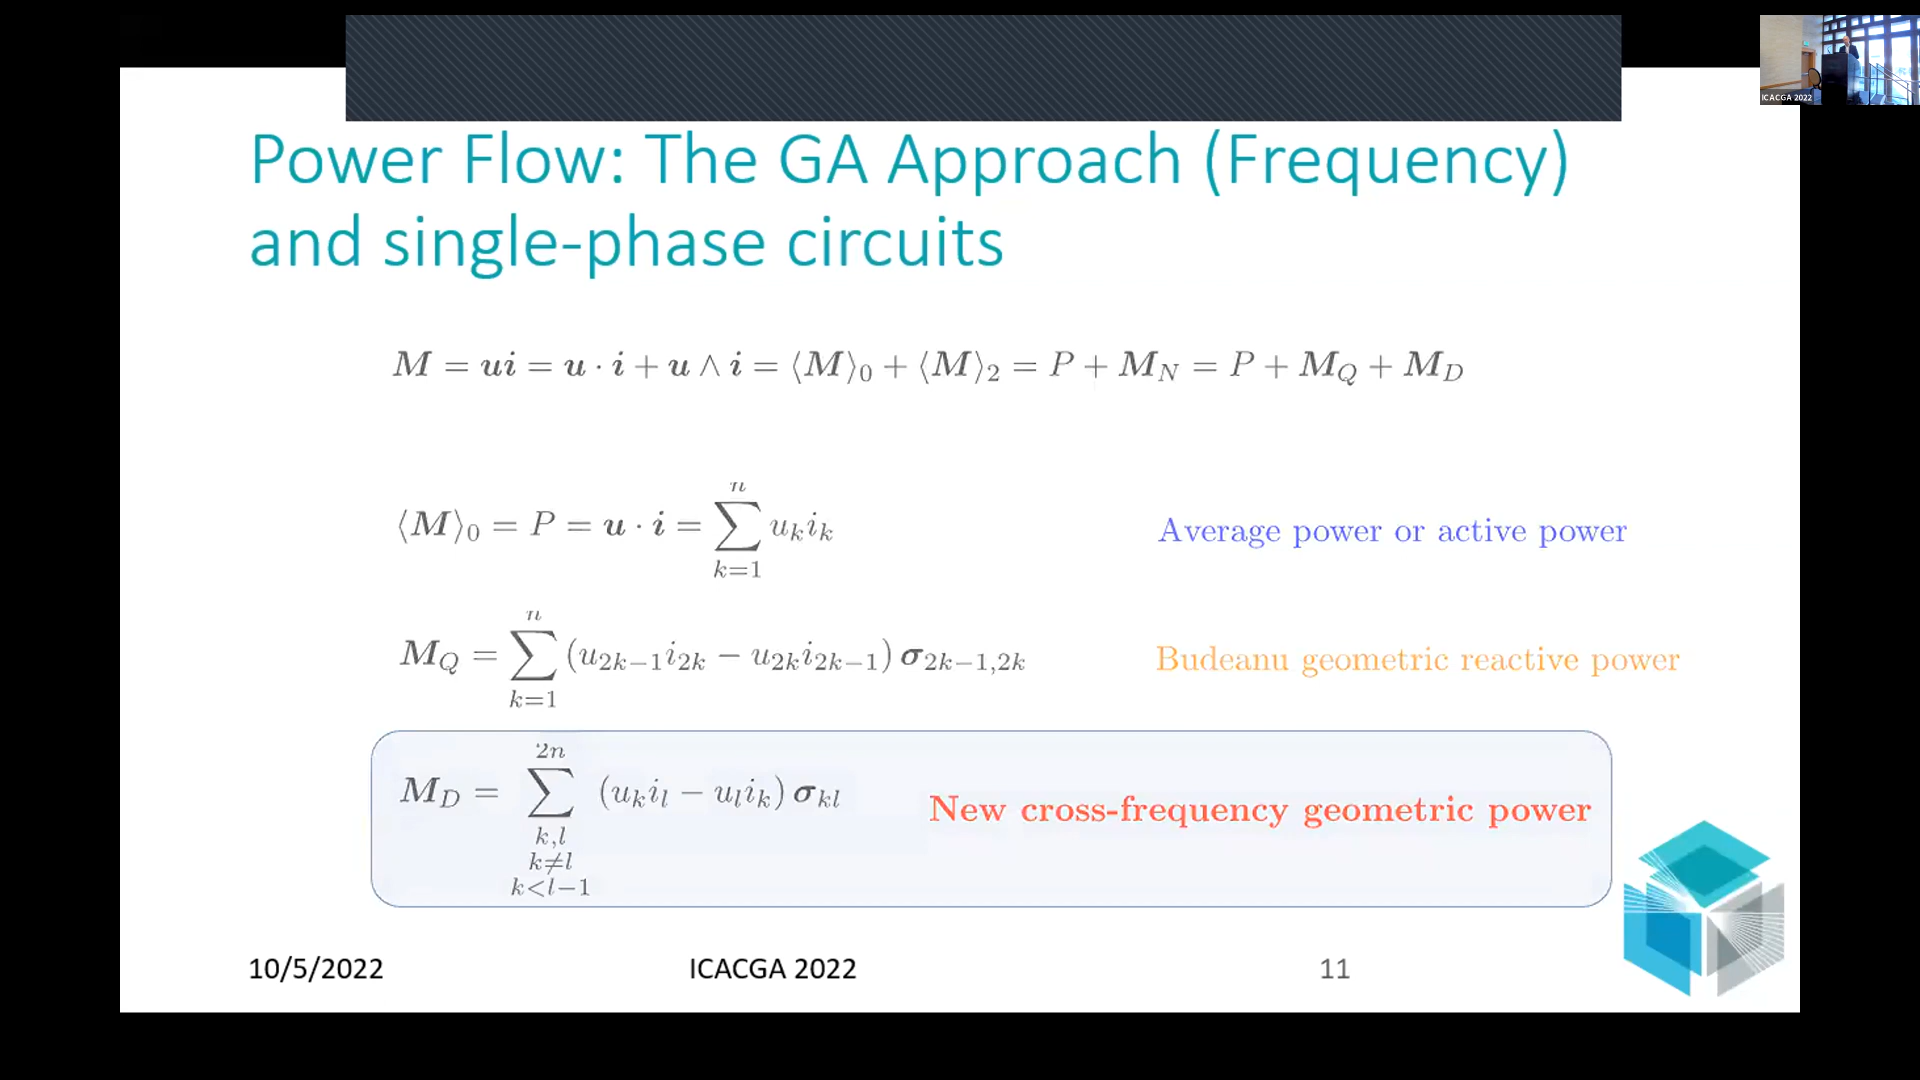 ICACGA 2022
Power Flow: The GA Approach (Frequency)
and single-phase circuits
M = ui = u · i + u ∧ i = ⟨M⟩₀ + ⟨M⟩₂ = P + M_N = P + M_Q + M_D
⟨M⟩₀ = P = u · i = ∑_{k=1}^{n} u_k i_k
Average power or active power
M_Q = ∑_{k=1}^{n} (u_{2k−1} i_{2k} − u_{2k} i_{2k−1}) σ_{2k−1,2k}
Budeanu geometric reactive power
M_D = ∑_{k,l k≠l k<l−1}^{2n} (u_k i_l − u_l i_k) σ_{kl}
New cross-frequency geometric power
10/5/2022
ICACGA 2022
11